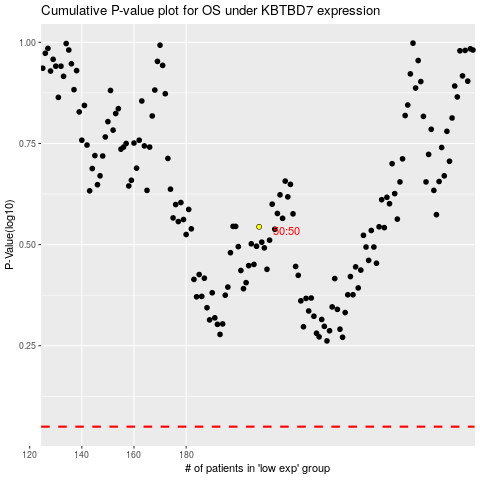 Cumulative P-value plot for OS under KBTBD7 expression
P-Value(log10)
1.00
0.75
0.50
0.25
50:50
120 140 160 180
# of patients in 'low exp' group